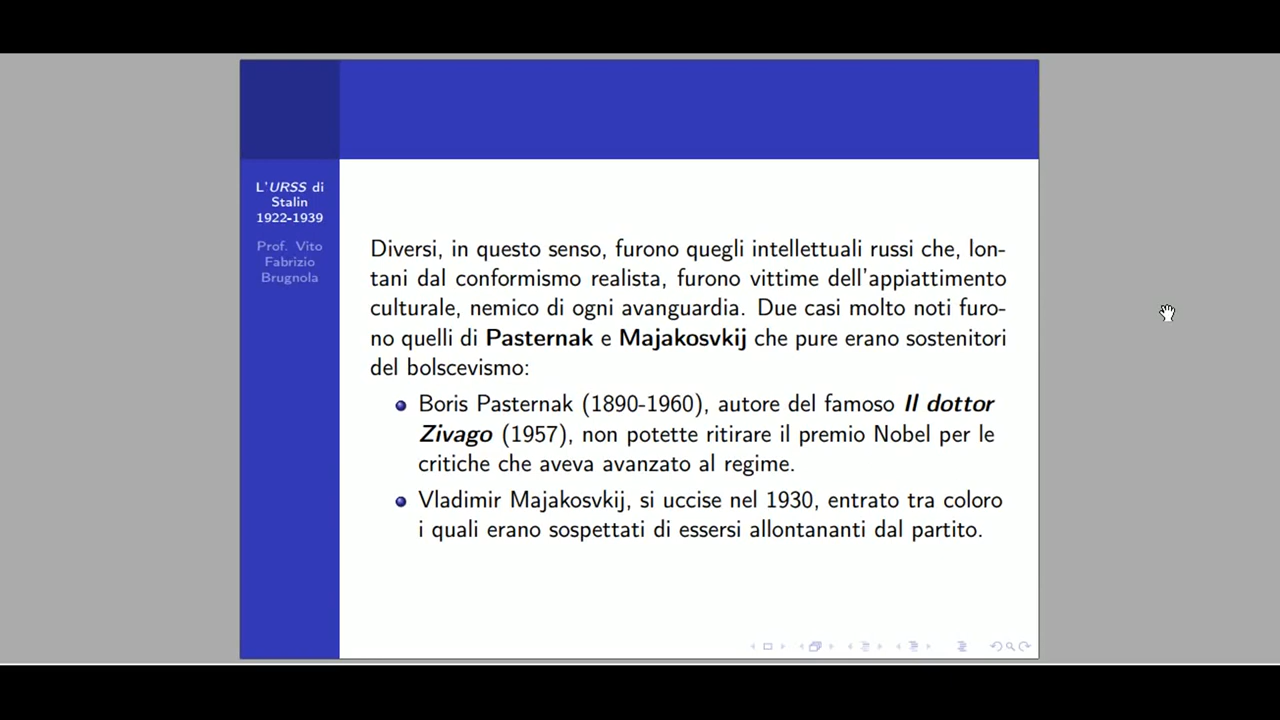 L'URSS di
Stalin
1922-1939
Prof. Vito
Fabrizio
Brugnola
Diversi, in questo senso, furono quegli intellettuali russi che, lon-
tani dal conformismo realista, furono vittime dell'appiattimento
culturale, nemico di ogni avanguardia. Due casi molto noti furo-
no quelli di Pasternak e Majakosvkij che pure erano sostenitori
del bolscevismo:
Boris Pasternak (1890-1960), autore del famoso Il dottor
Zivago (1957), non potette ritirare il premio Nobel per le
critiche che aveva avanzato al regime.
Vladimir Majakosvkij, si uccise nel 1930, entrato tra coloro
i quali erano sospettati di essersi allontananti dal partito.